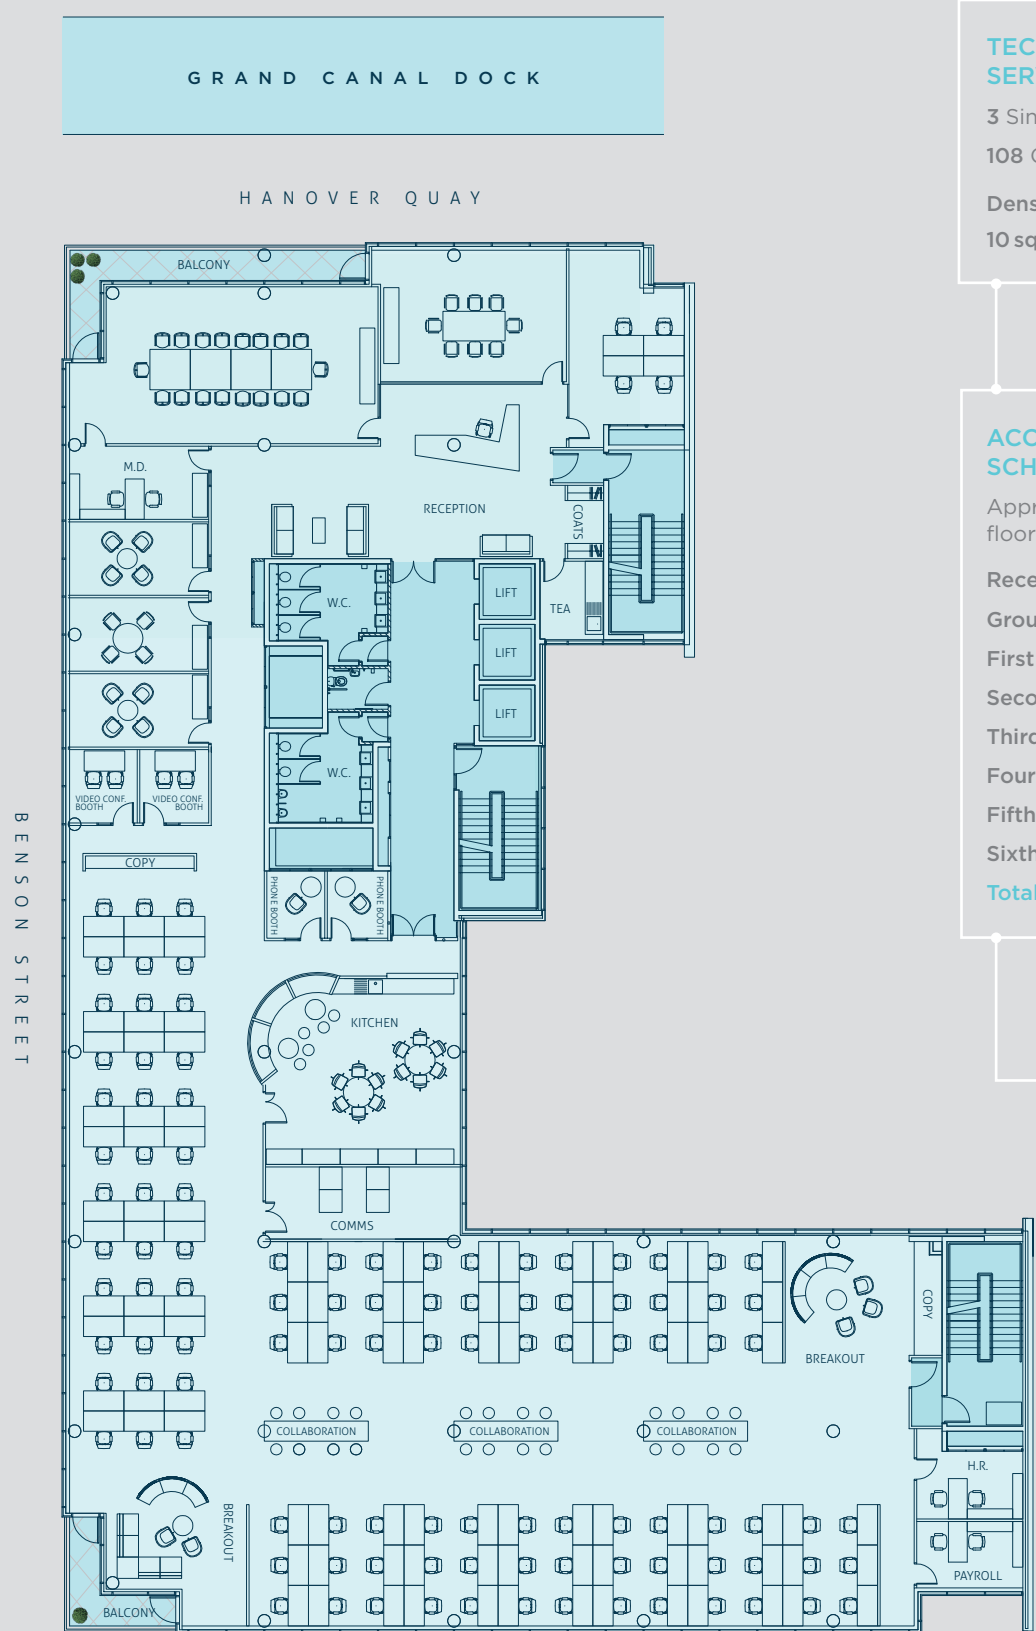 GRAND CANAL DOCK
HANOVER QUAY
BALCONY
M.D.
RECEPTION
COATS
LIFT
W.C.
TEA
LIFT
LIFT
W.C.
VIDEO CONF.
BOOTH
VIDEO CONF.
BOOTH
BENSON STREET
COPY
PHONE BOOTH
PHONE BOOTH
KITCHEN
COMMS
COPY
BREAKOUT
COLLABORATION
COLLABORATION
COLLABORATION
H.R.
BREAKOUT
PAYROLL
BALCONY
TEC
SER
3 Sin
108
Dens
10 sq
ACC
SCH
Appr
floor
Rece
Grou
First
Seco
Third
Four
Fifth
Sixth
Total